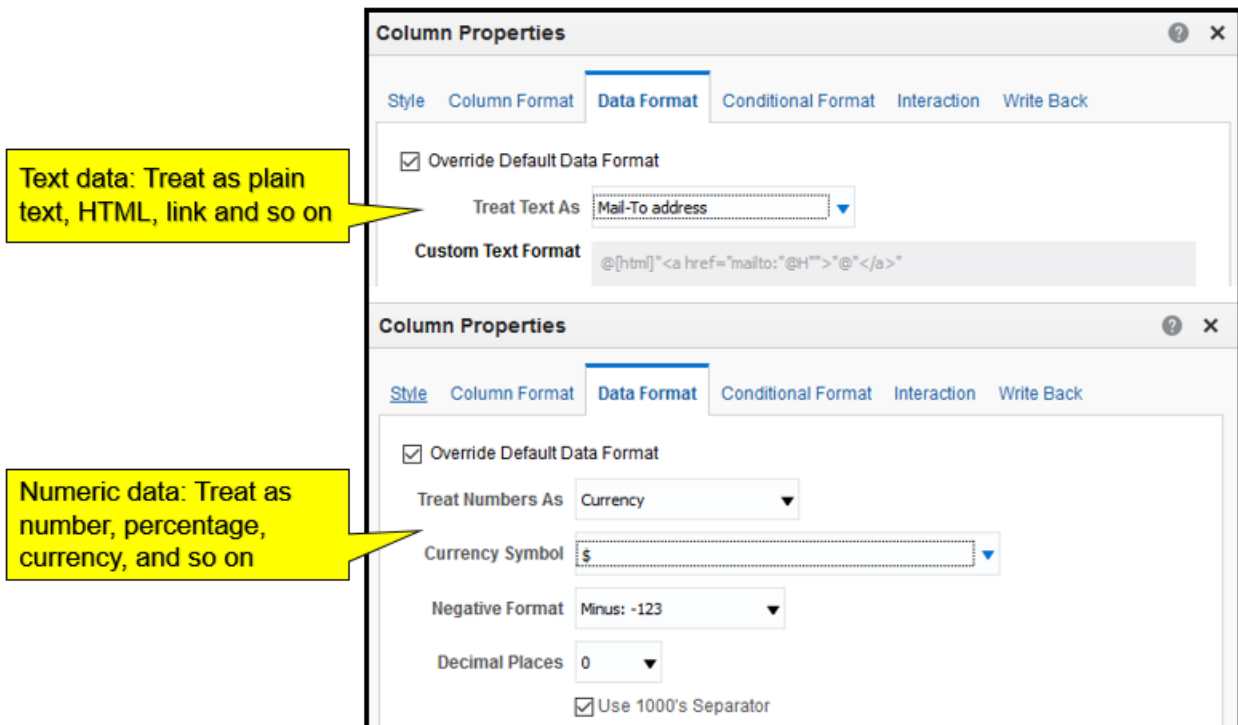 Column Properties
Style Column Format Data Format Conditional Format Interaction Write Back
Override Default Data Format
Text data: Treat as plain
text, HTML, link and so on
Treat Text As Mail-To address
Custom Text Format @[html]"<a href="mailto:"@H"">"@"</a>"
Column Properties
Style Column Format Data Format Conditional Format Interaction Write Back
Override Default Data Format
Numeric data: Treat as
number, percentage,
currency, and so on
Treat Numbers As Currency
Currency Symbol $
Negative Format Minus: -123
Decimal Places 0
Use 1000's Separator